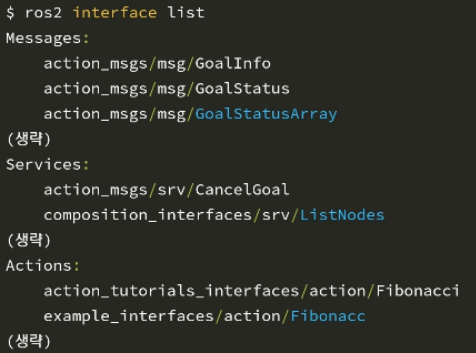 $ ros2 interface list
Messages:
    action_msgs/msg/GoalInfo
    action_msgs/msg/GoalStatus
    action_msgs/msg/GoalStatusArray
(생략)
Services:
    action_msgs/srv/CancelGoal
    composition_interfaces/srv/ListNodes
(생략)
Actions:
    action_tutorials_interfaces/action/Fibonacci
    example_interfaces/action/Fibonacc
(생략)